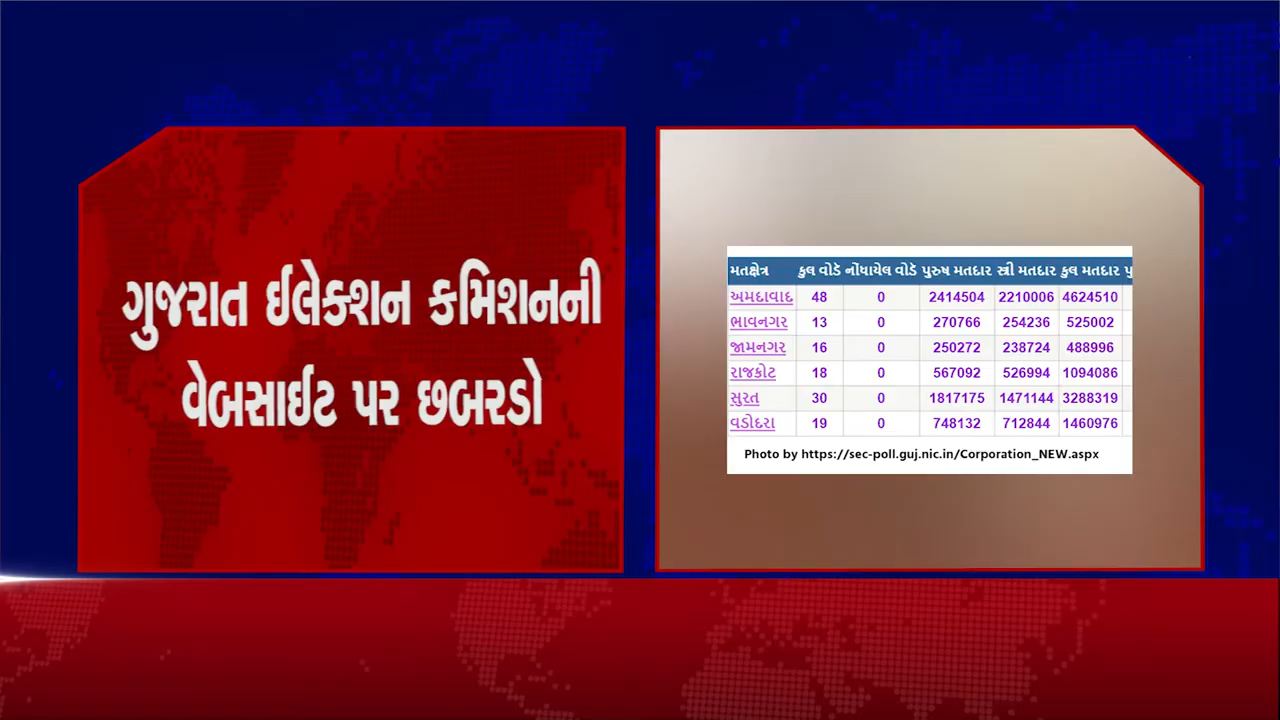 ગુજરાત ઈલેક્શન કમિશનની
વેબસાઈટ પર છબરડો
મતક્ષેત્ર કુલ વોર્ડ નોંધાયેલ વોર્ડ પુરુષ મતદાર સ્ત્રી મતદાર કુલ મતદાર પુ
અમદાવાદ 48 0 2414504 2210006 4624510
ભાવનગર 13 0 270766 254236 525002
જામનગર 16 0 250272 238724 488996
રાજકોટ 18 0 567092 526994 1094086
સુરત 30 0 1817175 1471144 3288319
વડોદરા 19 0 748132 712844 1460976
Photo by https://sec-poll.guj.nic.in/Corporation_NEW.aspx